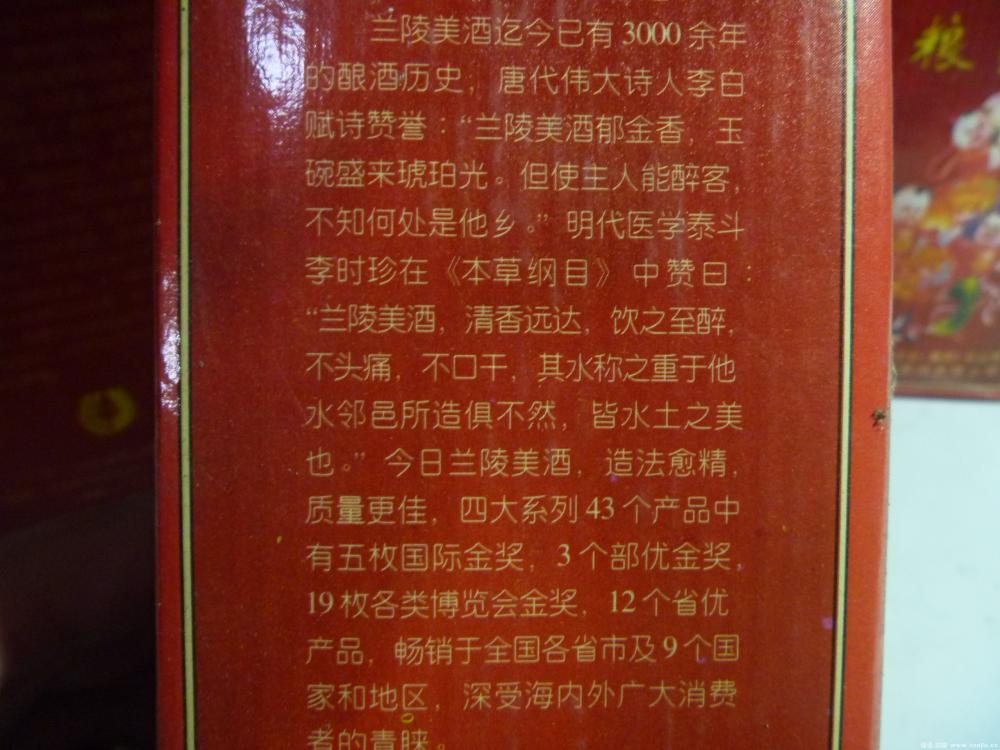 兰陵美酒迄今已有3000余年
的酿酒历史，唐代伟大诗人李白
赋诗赞誉：“兰陵美酒郁金香，玉
碗盛来琥珀光。但使主人能醉客，
不知何处是他乡。”明代医学泰斗
李时珍在《本草纲目》中赞曰：
“兰陵美酒，清香远达，饮之至醉，
不头痛，不口干，其水称之重于他
水邻邑所造俱不然，皆水土之美
也。”今日兰陵美酒，造法愈精，
质量更佳，四大系列43个产品中
有五枚国际金奖，3个部优金奖，
19枚各类博览会金奖，12个省优
产品，畅销于全国各省市及9个国
家和地区，深受海内外广大消费
者的青睐。
粮